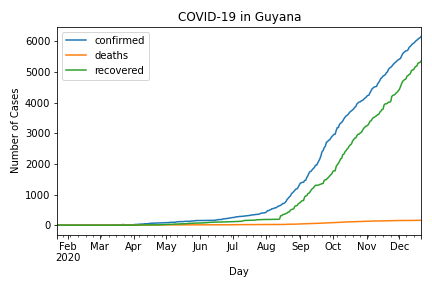 COVID-19 in Guyana
confirmed
deaths
recovered
Number of Cases
6000
5000
4000
3000
2000
1000
0
Feb Mar Apr May Jun Jul Aug Sep Oct Nov Dec
2020
Day